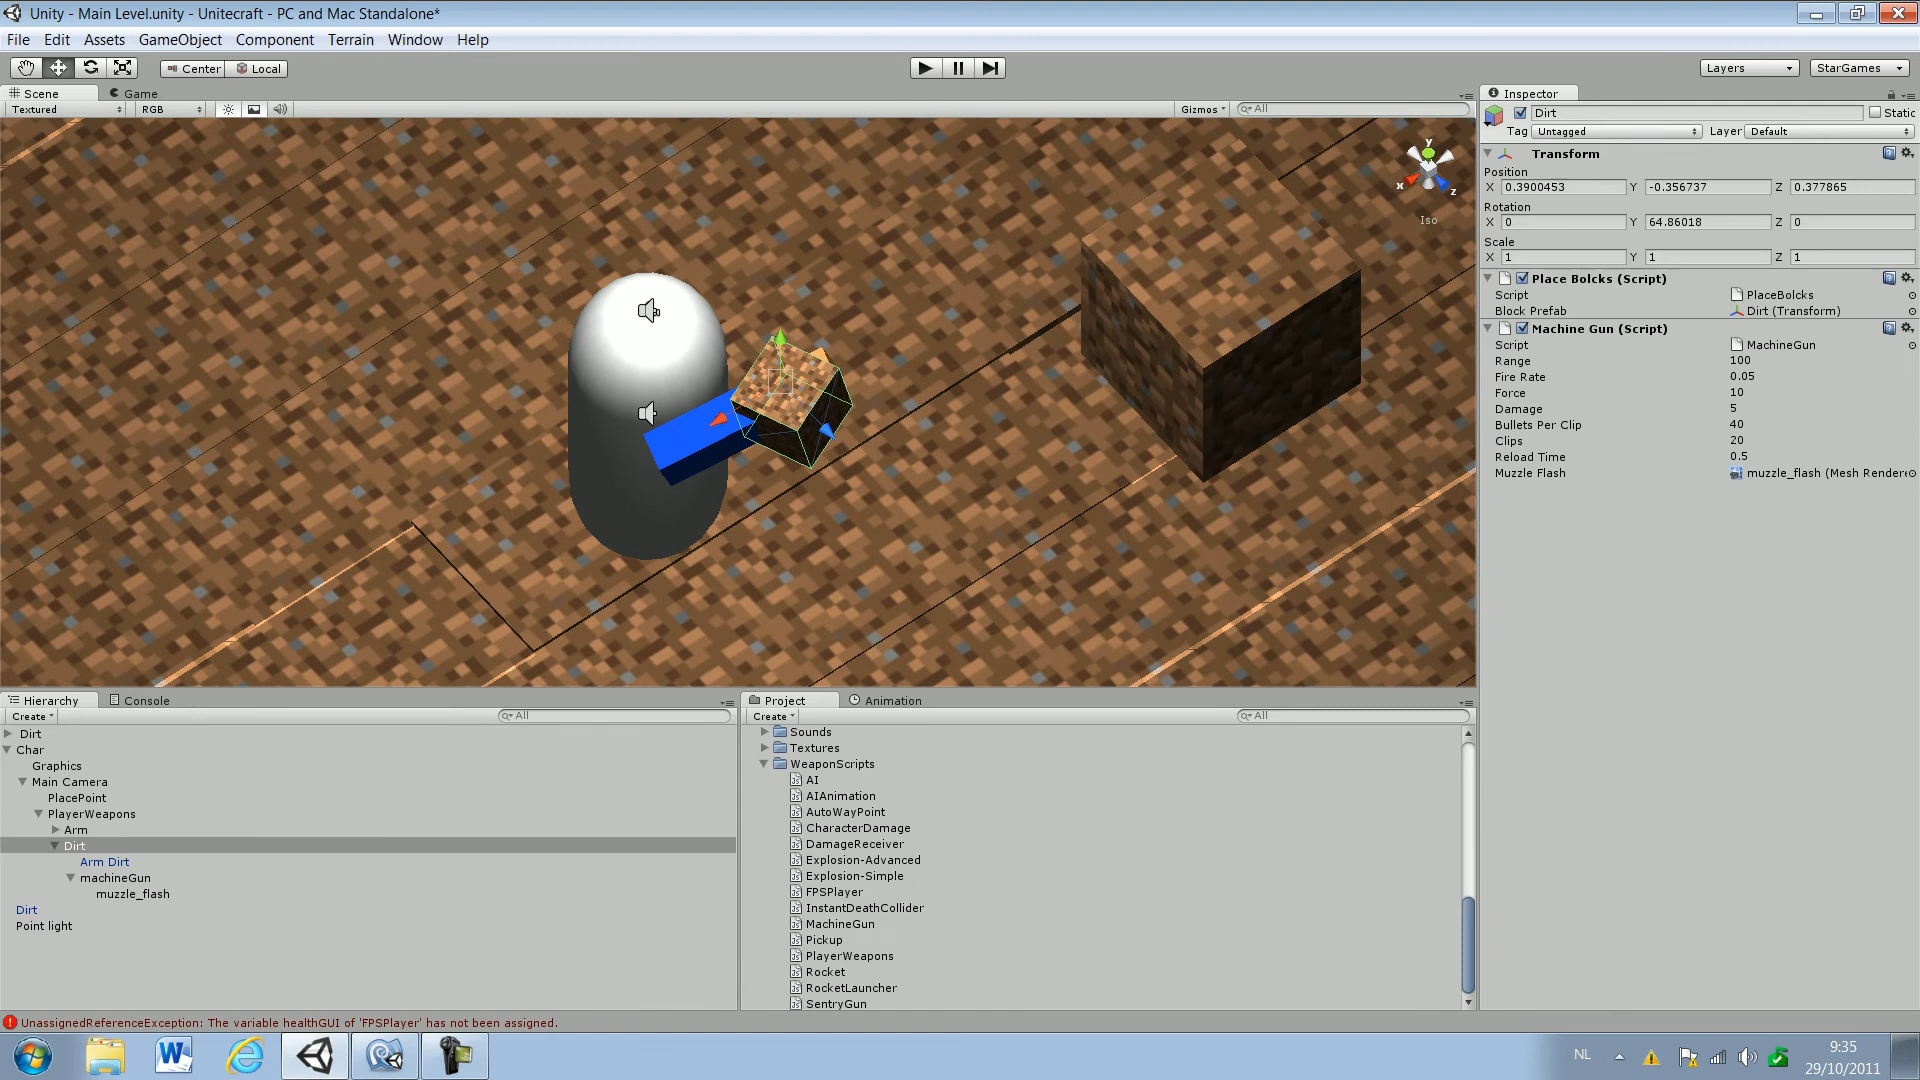 Unity - Main Level.unity - Unitecraft - PC and Mac Standalone*
File Edit Assets GameObject Component Terrain Window Help
Center Local
Layers StarGames
Scene Game
Textured RGB Gizmos All
y
x
z
Iso
Inspector
Dirt Static
Tag Untagged Layer Default
Transform
Position
X 0.3900453 Y -0.356737 Z 0.377865
Rotation
X 0 Y 64.86018 Z 0
Scale
X 1 Y 1 Z 1
Place Bolcks (Script)
Script PlaceBolcks
Block Prefab Dirt (Transform)
Machine Gun (Script)
Script MachineGun
Range 100
Fire Rate 0.05
Force 10
Damage 5
Bullets Per Clip 40
Clips 20
Reload Time 0.5
Muzzle Flash muzzle_flash (Mesh Render
Hierarchy Console
Create All
Dirt
Char
Graphics
Main Camera
PlacePoint
PlayerWeapons
Arm
Dirt
Arm Dirt
machineGun
muzzle_flash
Dirt
Point light
Project Animation
Create All
Sounds
Textures
WeaponScripts
AI
AIAnimation
AutoWayPoint
CharacterDamage
DamageReceiver
Explosion-Advanced
Explosion-Simple
FPSPlayer
InstantDeathCollider
MachineGun
Pickup
PlayerWeapons
Rocket
RocketLauncher
SentryGun
UnassignedReferenceException: The variable healthGUI of 'FPSPlayer' has not been assigned.
NL
9:35
29/10/2011